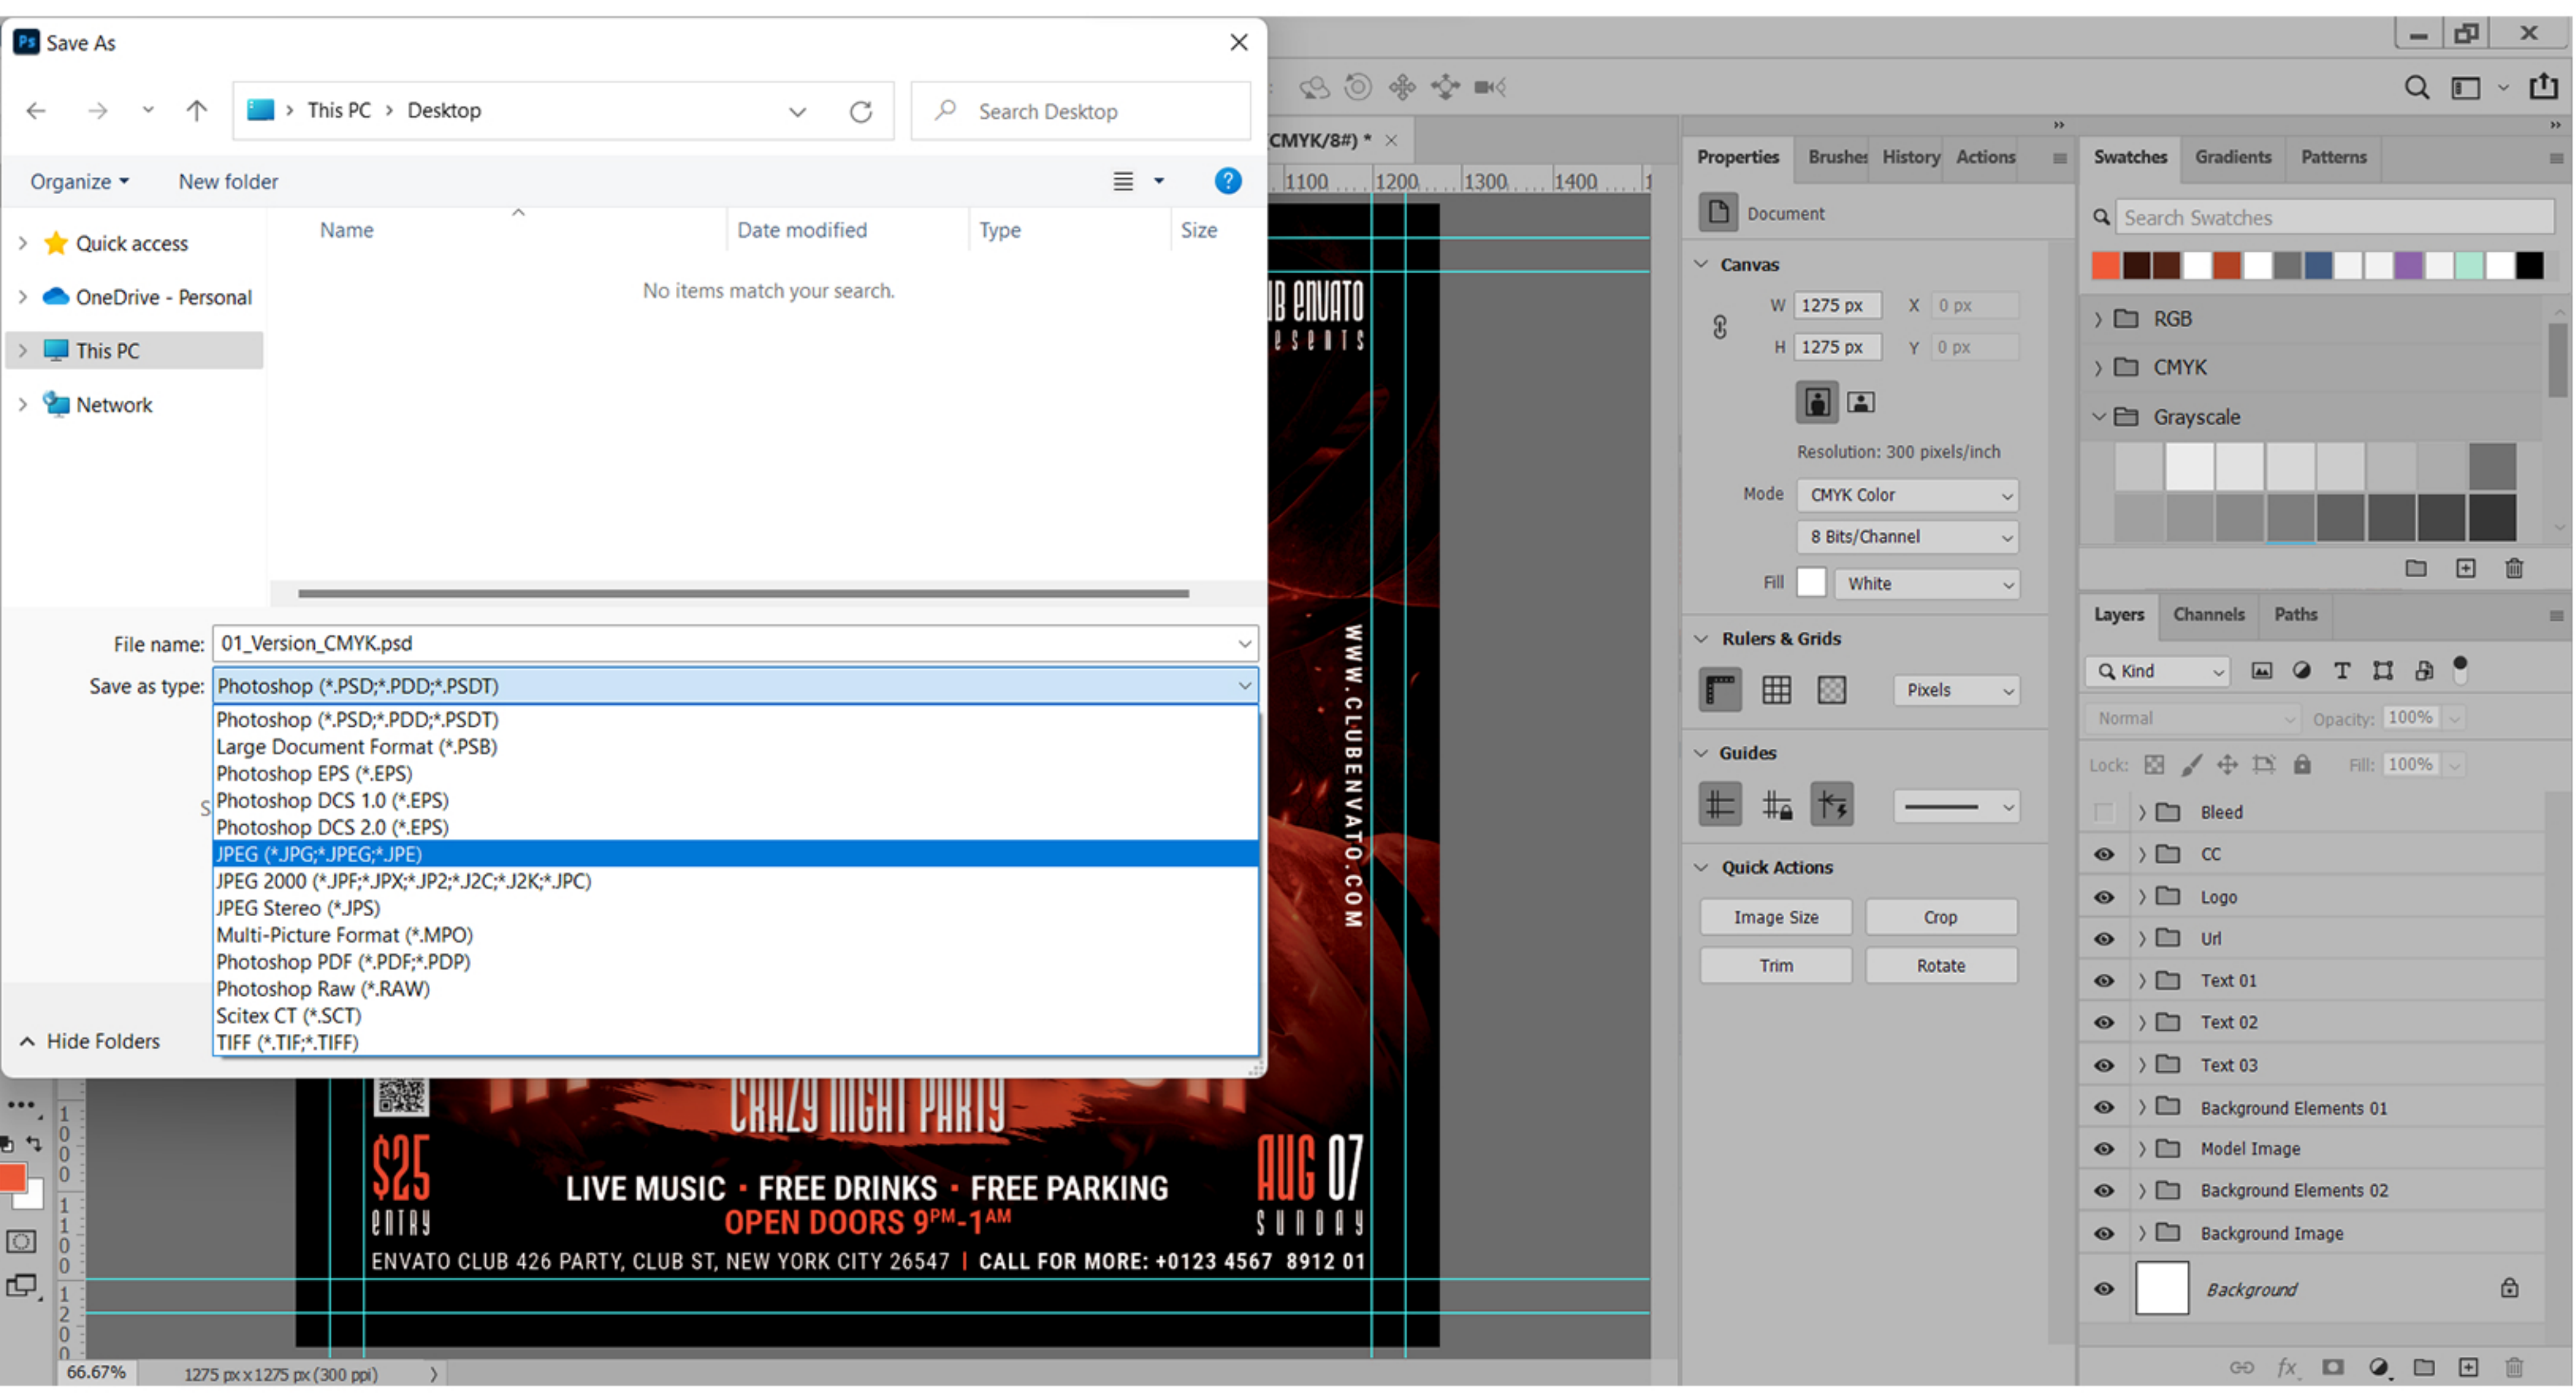 Ps Save As
This PC > Desktop
Search Desktop
Organize
New folder
?
Name
Date modified
Type
Size
Quick access
OneDrive - Personal
This PC
Network
No items match your search.
File name: 01_Version_CMYK.psd
Save as type: Photoshop (*.PSD;*.PDD;*.PSDT)
Photoshop (*.PSD;*.PDD;*.PSDT)
Large Document Format (*.PSB)
Photoshop EPS (*.EPS)
Photoshop DCS 1.0 (*.EPS)
S
Photoshop DCS 2.0 (*.EPS)
JPEG (*.JPG;*.JPEG;*.JPE)
JPEG 2000 (*.JPF;*.JPX;*.JP2;*.J2C;*.J2K;*.JPC)
JPEG Stereo (*.JPS)
Multi-Picture Format (*.MPO)
Photoshop PDF (*.PDF;*.PDP)
Photoshop Raw (*.RAW)
Scitex CT (*.SCT)
TIFF (*.TIF;*.TIFF)
Hide Folders
CMYK/8#) *
1100 1200 1300 1400
UB ENVATO
esents
WWW.CLUBENVATO.COM
CRAZY NIGHT PARTY
$25
ENTRY
LIVE MUSIC · FREE DRINKS · FREE PARKING
OPEN DOORS 9PM-1AM
AUG 07
SUNDAY
ENVATO CLUB 426 PARTY, CLUB ST, NEW YORK CITY 26547 | CALL FOR MORE: +0123 4567 8912 01
1000
1100
1200
66.67%
1275 px x 1275 px (300 ppi)
Properties
Brushes
History
Actions
Document
Canvas
W 1275 px X 0 px
H 1275 px Y 0 px
Resolution: 300 pixels/inch
Mode CMYK Color
8 Bits/Channel
Fill White
Rulers & Grids
Pixels
Guides
Quick Actions
Image Size
Crop
Trim
Rotate
Swatches
Gradients
Patterns
Search Swatches
RGB
CMYK
Grayscale
Layers
Channels
Paths
Kind
Normal
Opacity: 100%
Lock:
Fill: 100%
Bleed
CC
Logo
Url
Text 01
Text 02
Text 03
Background Elements 01
Model Image
Background Elements 02
Background Image
Background
fx